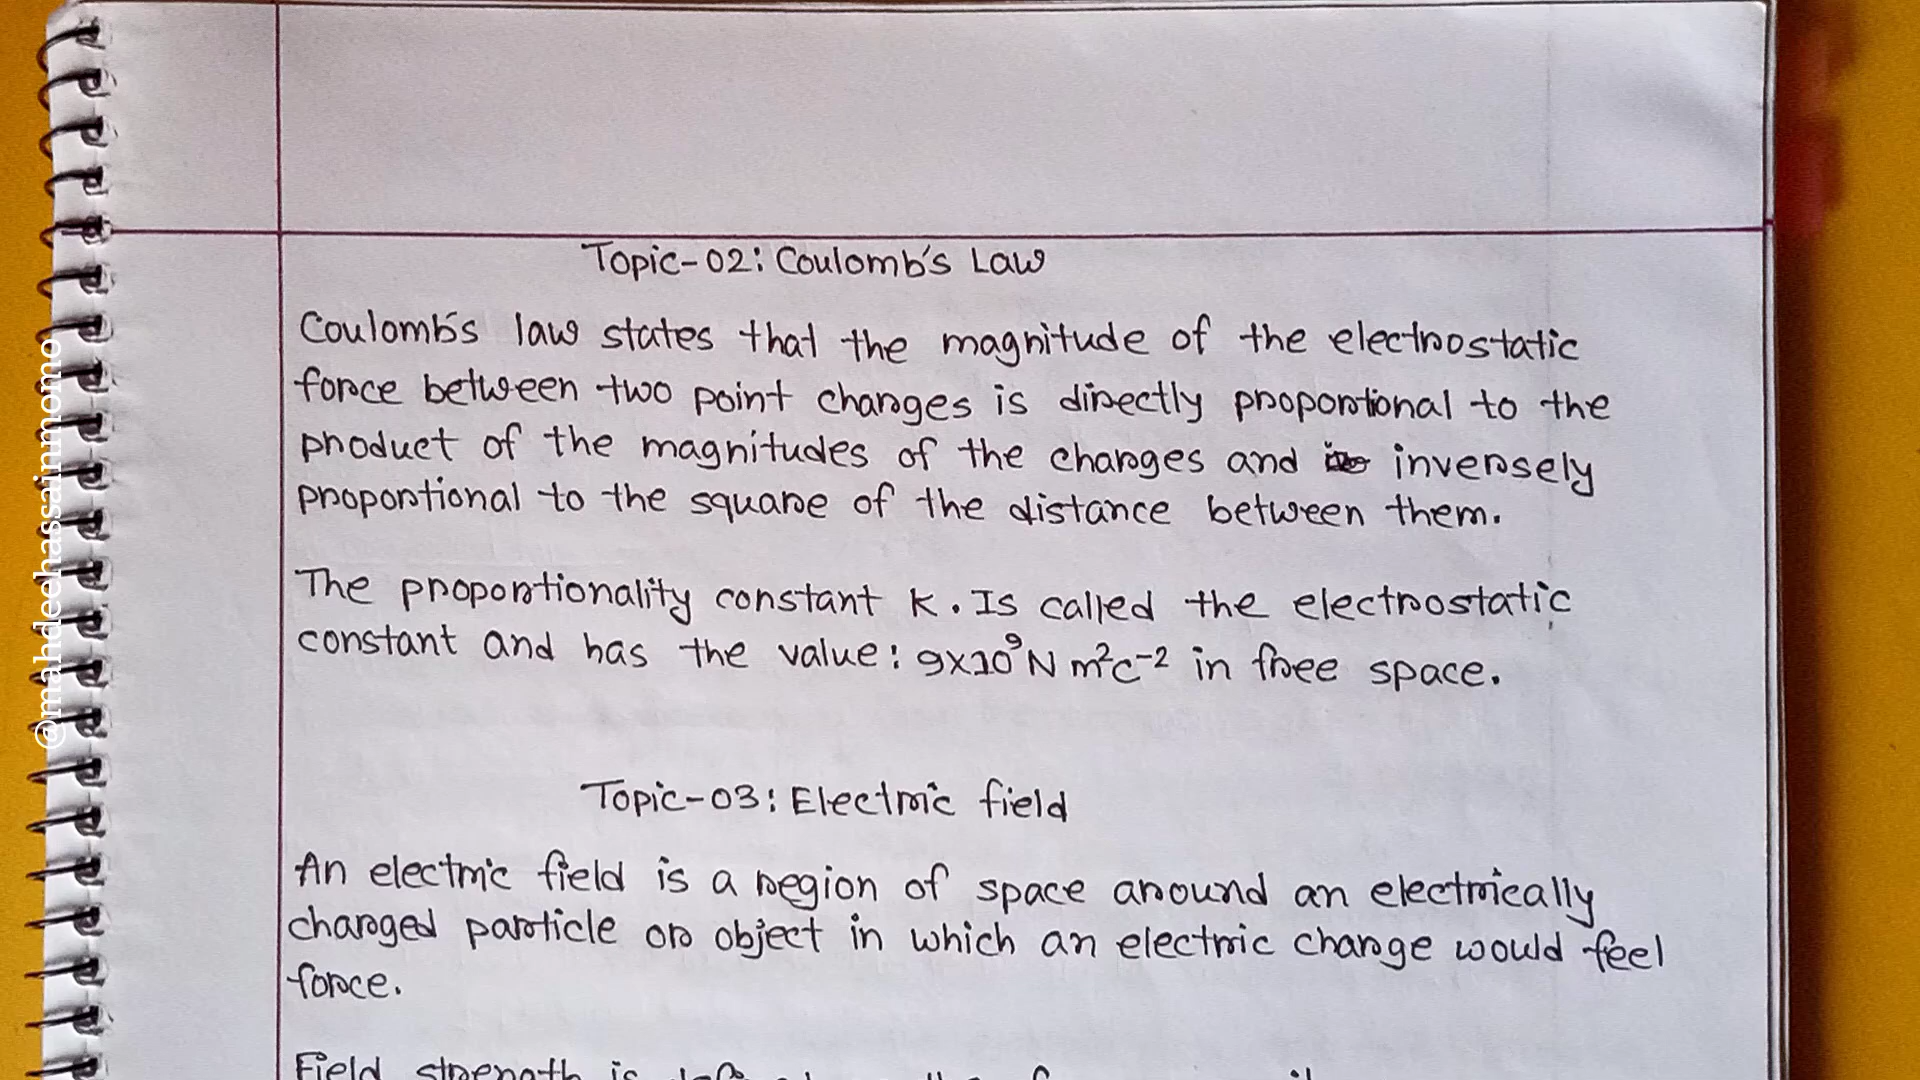 Topic-02: Coulomb's Law
Coulomb's law states that the magnitude of the electrostatic
force between two point charges is directly proportional to the
product of the magnitudes of the charges and inversely
proportional to the square of the distance between them.
The proportionality constant K. Is called the electrostatic
constant and has the value: 9x10⁹ N m²c⁻² in free space.
Topic-03: Electric field
An electric field is a region of space around an electrically
charged particle or object in which an electric charge would feel
force.
Field strength is
@mahdeehassainmomo